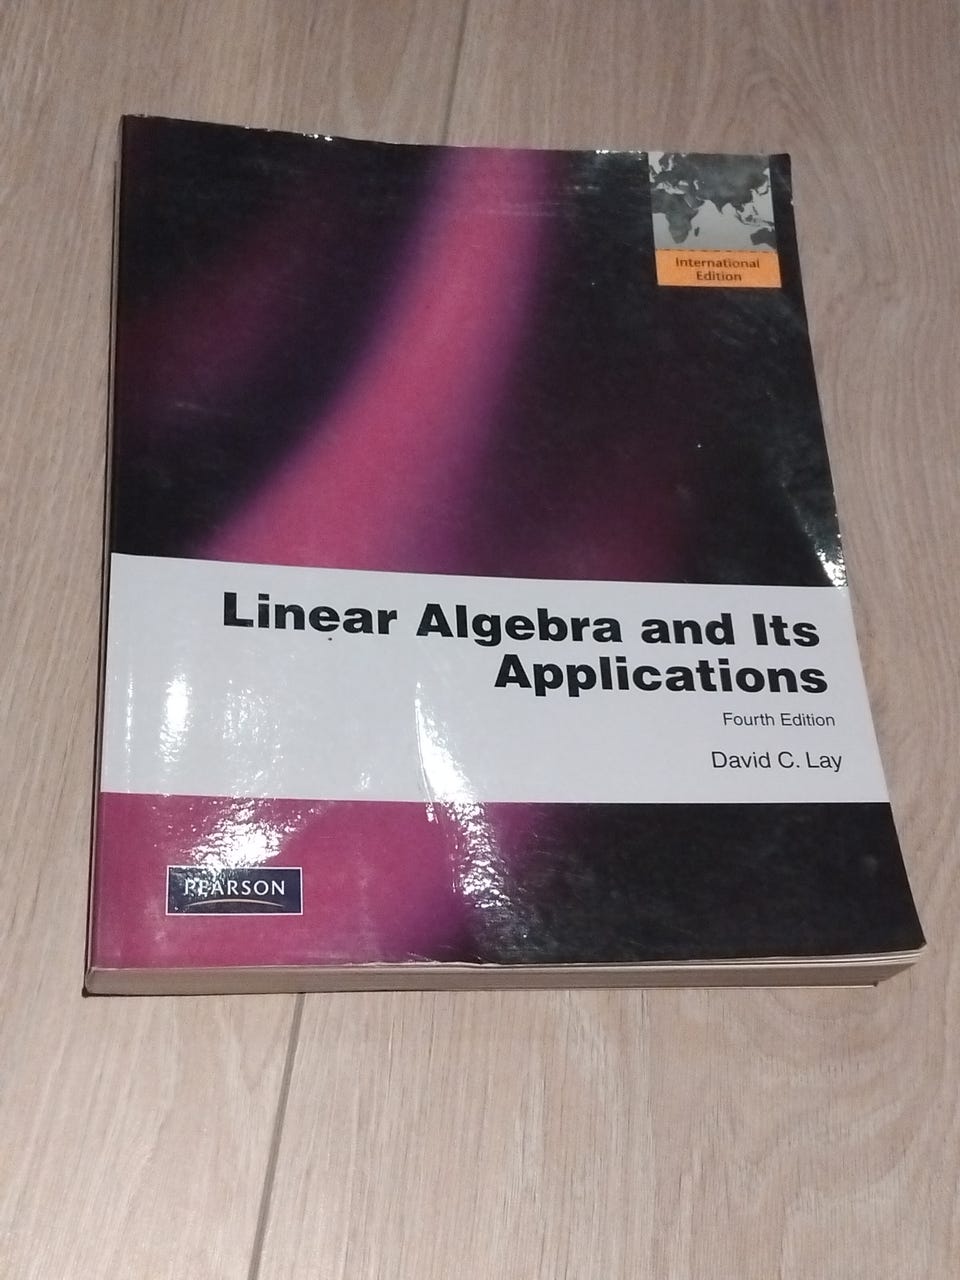 International
Edition
Linear Algebra and Its
Applications
Fourth Edition
David C. Lay
PEARSON